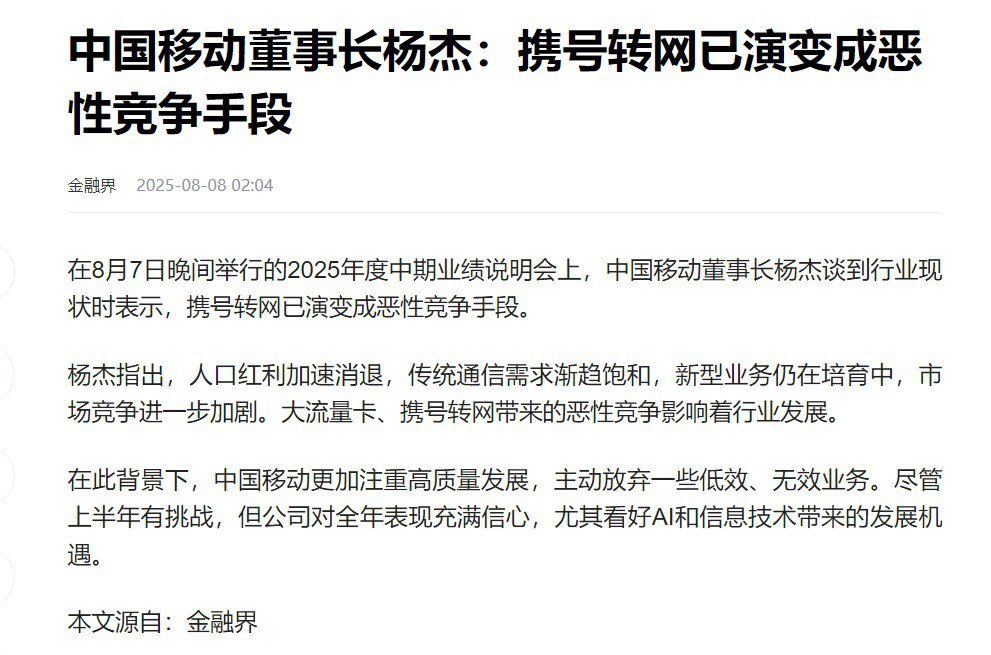 中国移动董事长杨杰：携号转网已演变成恶
性竞争手段
金融界 2025-08-08 02:04
在8月7日晚间举行的2025年度中期业绩说明会上，中国移动董事长杨杰谈到行业现
状时表示，携号转网已演变成恶性竞争手段。
杨杰指出，人口红利加速消退，传统通信需求渐趋饱和，新型业务仍在培育中，市
场竞争进一步加剧。大流量卡、携号转网带来的恶性竞争影响着行业发展。
在此背景下，中国移动更加注重高质量发展，主动放弃一些低效、无效业务。尽管
上半年有挑战，但公司对全年表现充满信心，尤其看好AI和信息技术带来的发展机
遇。
本文源自：金融界